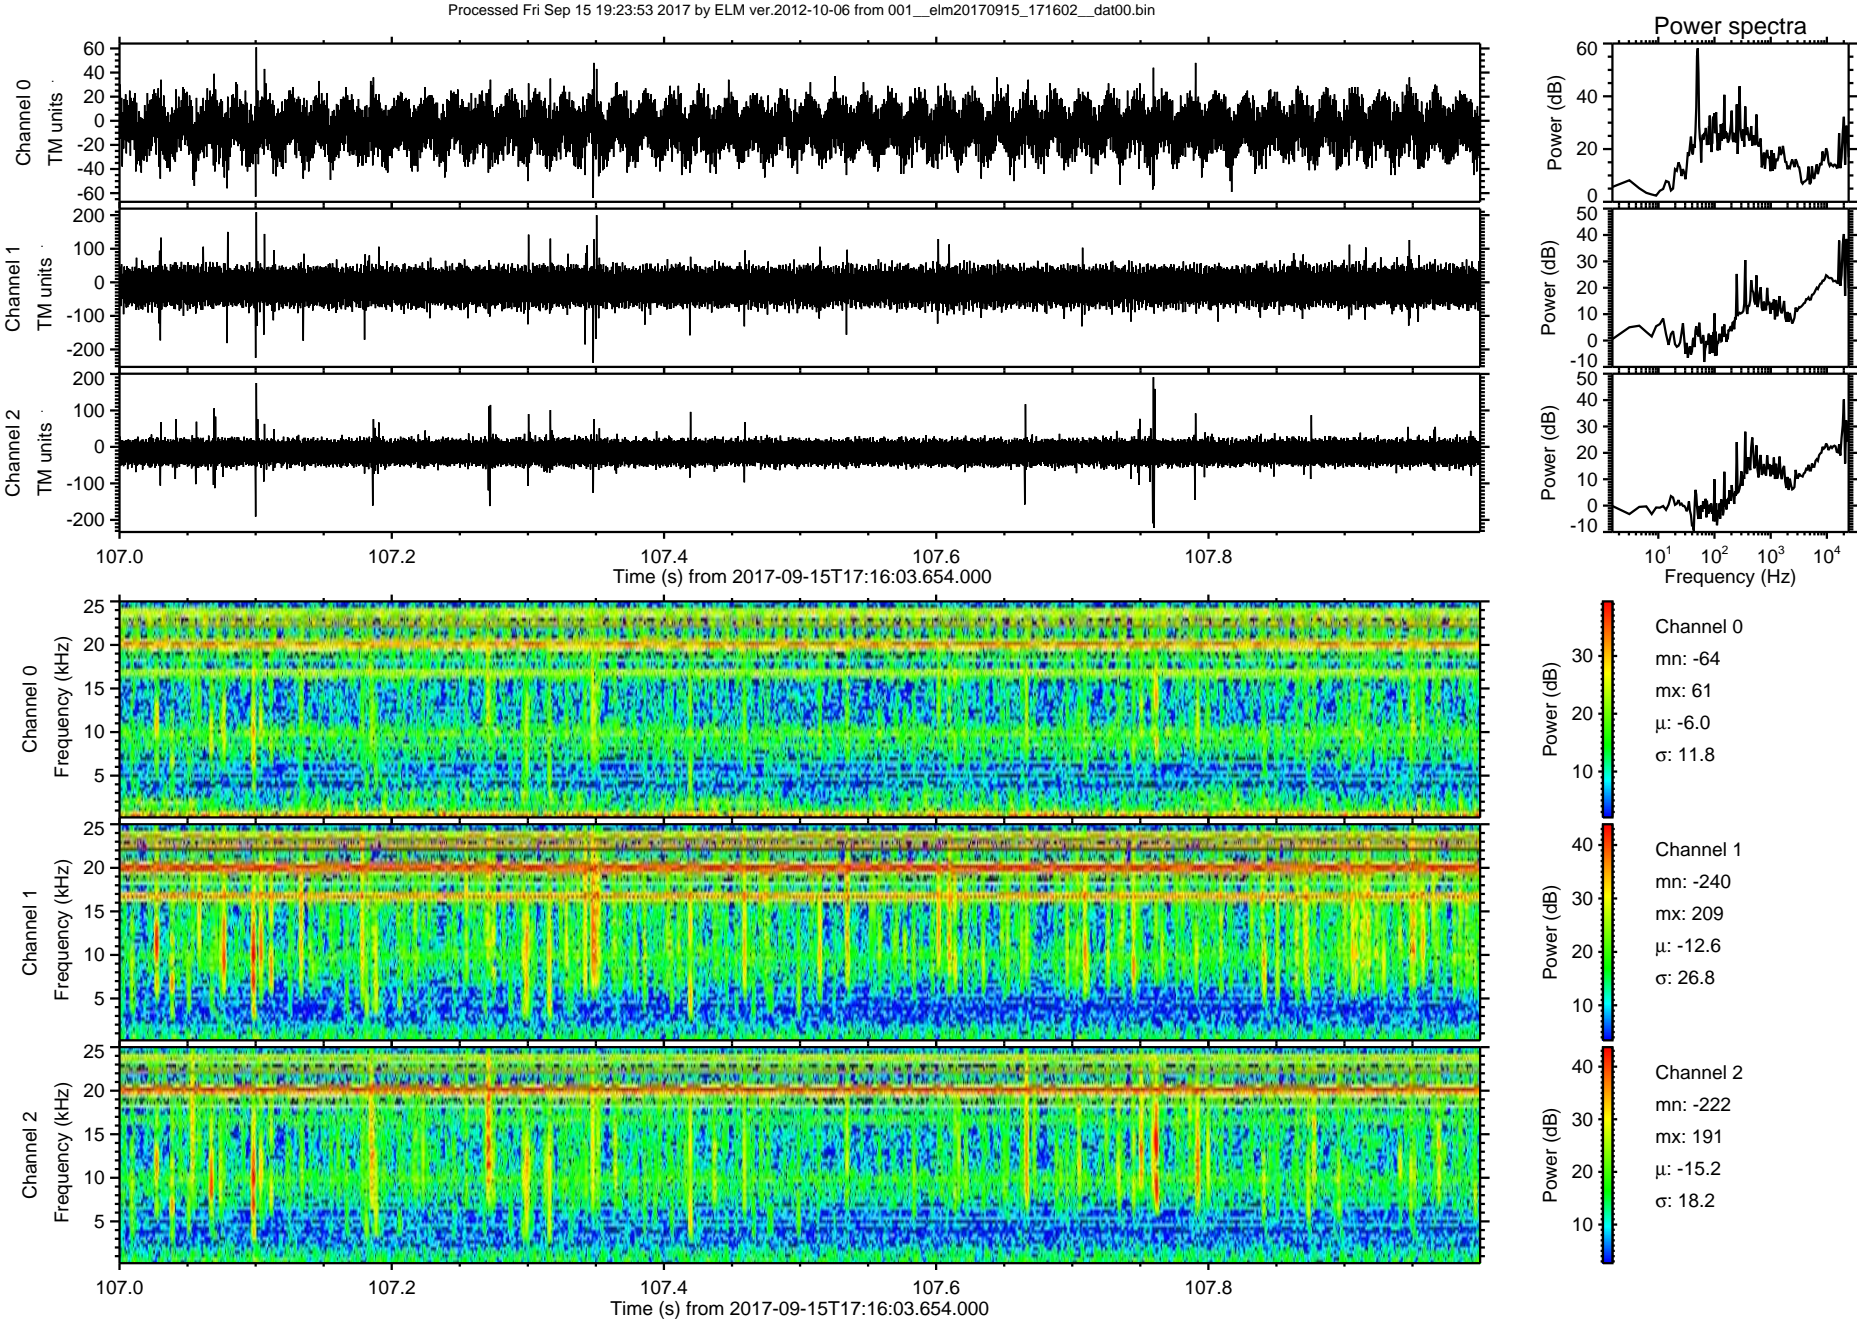 Processed Fri Sep 15 19:23:53 2017 by ELM ver.2012-10-06 from 001__elm20170915_171602__dat00.bin
Power spectra
Channel 0
TM units
60
40
20
0
-20
-40
-60
Power (dB)
60
40
20
0
Channel 1
TM units
200
100
0
-100
-200
Power (dB)
50
40
30
20
10
0
-10
Channel 2
TM units
200
100
0
-100
-200
Power (dB)
50
40
30
20
10
0
-10
107.0 107.2 107.4 107.6 107.8
Time (s) from 2017-09-15T17:16:03.654.000
10^1 10^2 10^3 10^4
Frequency (Hz)
Channel 0
Frequency (kHz)
25
20
15
10
5
Power (dB)
30
20
10
Channel 0
mn: -64
mx: 61
μ: -6.0
σ: 11.8
Channel 1
Frequency (kHz)
25
20
15
10
5
Power (dB)
40
30
20
10
Channel 1
mn: -240
mx: 209
μ: -12.6
σ: 26.8
Channel 2
Frequency (kHz)
25
20
15
10
5
Power (dB)
40
30
20
10
Channel 2
mn: -222
mx: 191
μ: -15.2
σ: 18.2
107.0 107.2 107.4 107.6 107.8
Time (s) from 2017-09-15T17:16:03.654.000